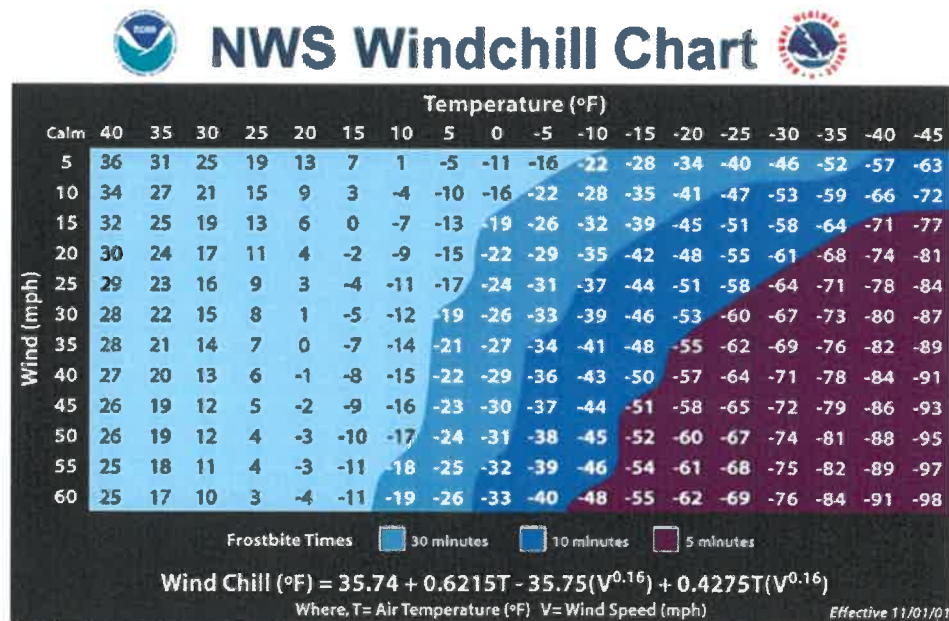 NWS Windchill Chart
Temperature (°F)
Calm 40 35 30 25 20 15 10 5 0 -5 -10 -15 -20 -25 -30 -35 -40 -45
5 36 31 25 19 13 7 1 -5 -11 -16 -22 -28 -34 -40 -46 -52 -57 -63
10 34 27 21 15 9 3 -4 -10 -16 -22 -28 -35 -41 -47 -53 -59 -66 -72
15 32 25 19 13 6 0 -7 -13 -19 -26 -32 -39 -45 -51 -58 -64 -71 -77
20 30 24 17 11 4 -2 -9 -15 -22 -29 -35 -42 -48 -55 -61 -68 -74 -81
25 29 23 16 9 3 -4 -11 -17 -24 -31 -37 -44 -51 -58 -64 -71 -78 -84
30 28 22 15 8 1 -5 -12 -19 -26 -33 -39 -46 -53 -60 -67 -73 -80 -87
35 28 21 14 7 0 -7 -14 -21 -27 -34 -41 -48 -55 -62 -69 -76 -82 -89
40 27 20 13 6 -1 -8 -15 -22 -29 -36 -43 -50 -57 -64 -71 -78 -84 -91
45 26 19 12 5 -2 -9 -16 -23 -30 -37 -44 -51 -58 -65 -72 -79 -86 -93
50 26 19 12 4 -3 -10 -17 -24 -31 -38 -45 -52 -60 -67 -74 -81 -88 -95
55 25 18 11 4 -3 -11 -18 -25 -32 -39 -46 -54 -61 -68 -75 -82 -89 -97
60 25 17 10 3 -4 -11 -19 -26 -33 -40 -48 -55 -62 -69 -76 -84 -91 -98
Wind (mph)
Frostbite Times 30 minutes 10 minutes 5 minutes
Wind Chill (°F) = 35.74 + 0.6215T - 35.75(V^0.16) + 0.4275T(V^0.16)
Where, T= Air Temperature (°F) V= Wind Speed (mph)
Effective 11/01/01